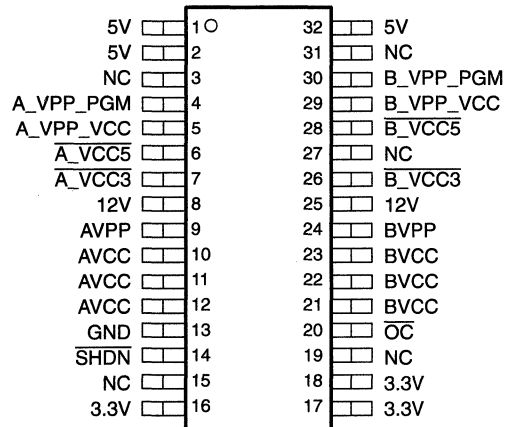 5V 1 32 5V
5V 2 31 NC
NC 3 30 B_VPP_PGM
A_VPP_PGM 4 29 B_VPP_VCC
A_VPP_VCC 5 28 B_VCC5
A_VCC5 6 27 NC
A_VCC3 7 26 B_VCC3
12V 8 25 12V
AVPP 9 24 BVPP
AVCC 10 23 BVCC
AVCC 11 22 BVCC
AVCC 12 21 BVCC
GND 13 20 OC
SHDN 14 19 NC
NC 15 18 3.3V
3.3V 16 17 3.3V